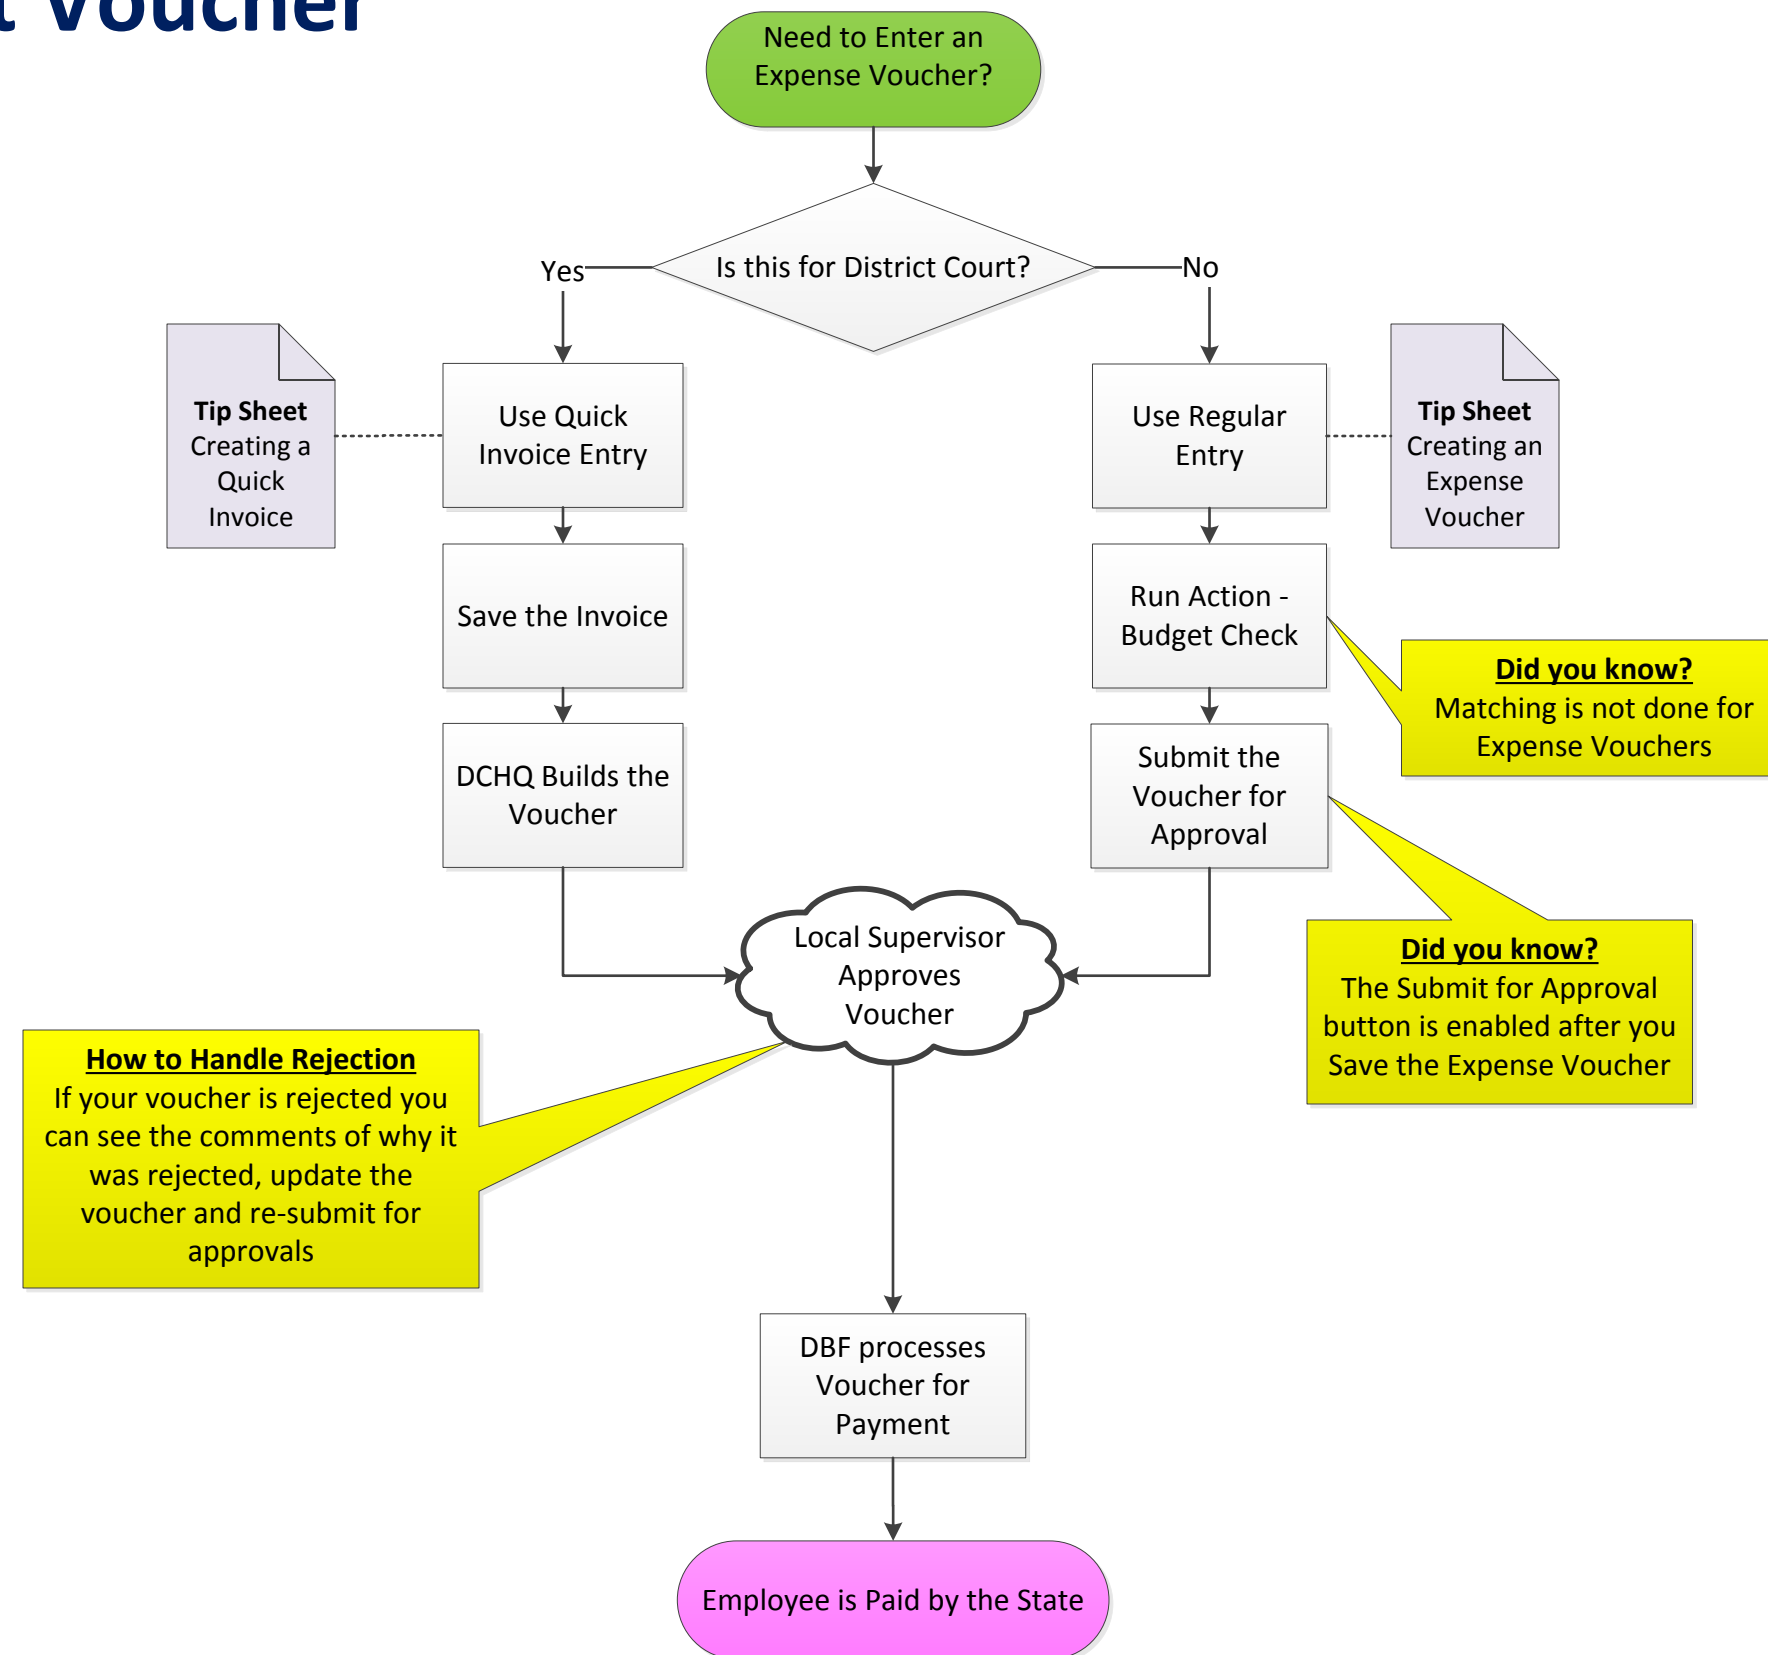 t Voucher
Need to Enter an
Expense Voucher?
Is this for District Court?
Yes
No
Tip Sheet
Creating a
Quick
Invoice
Use Quick
Invoice Entry
Use Regular
Entry
Tip Sheet
Creating an
Expense
Voucher
Save the Invoice
Run Action -
Budget Check
Did you know?
Matching is not done for
Expense Vouchers
DCHQ Builds the
Voucher
Submit the
Voucher for
Approval
Local Supervisor
Approves
Voucher
Did you know?
The Submit for Approval
button is enabled after you
Save the Expense Voucher
How to Handle Rejection
If your voucher is rejected you
can see the comments of why it
was rejected, update the
voucher and re-submit for
approvals
DBF processes
Voucher for
Payment
Employee is Paid by the State